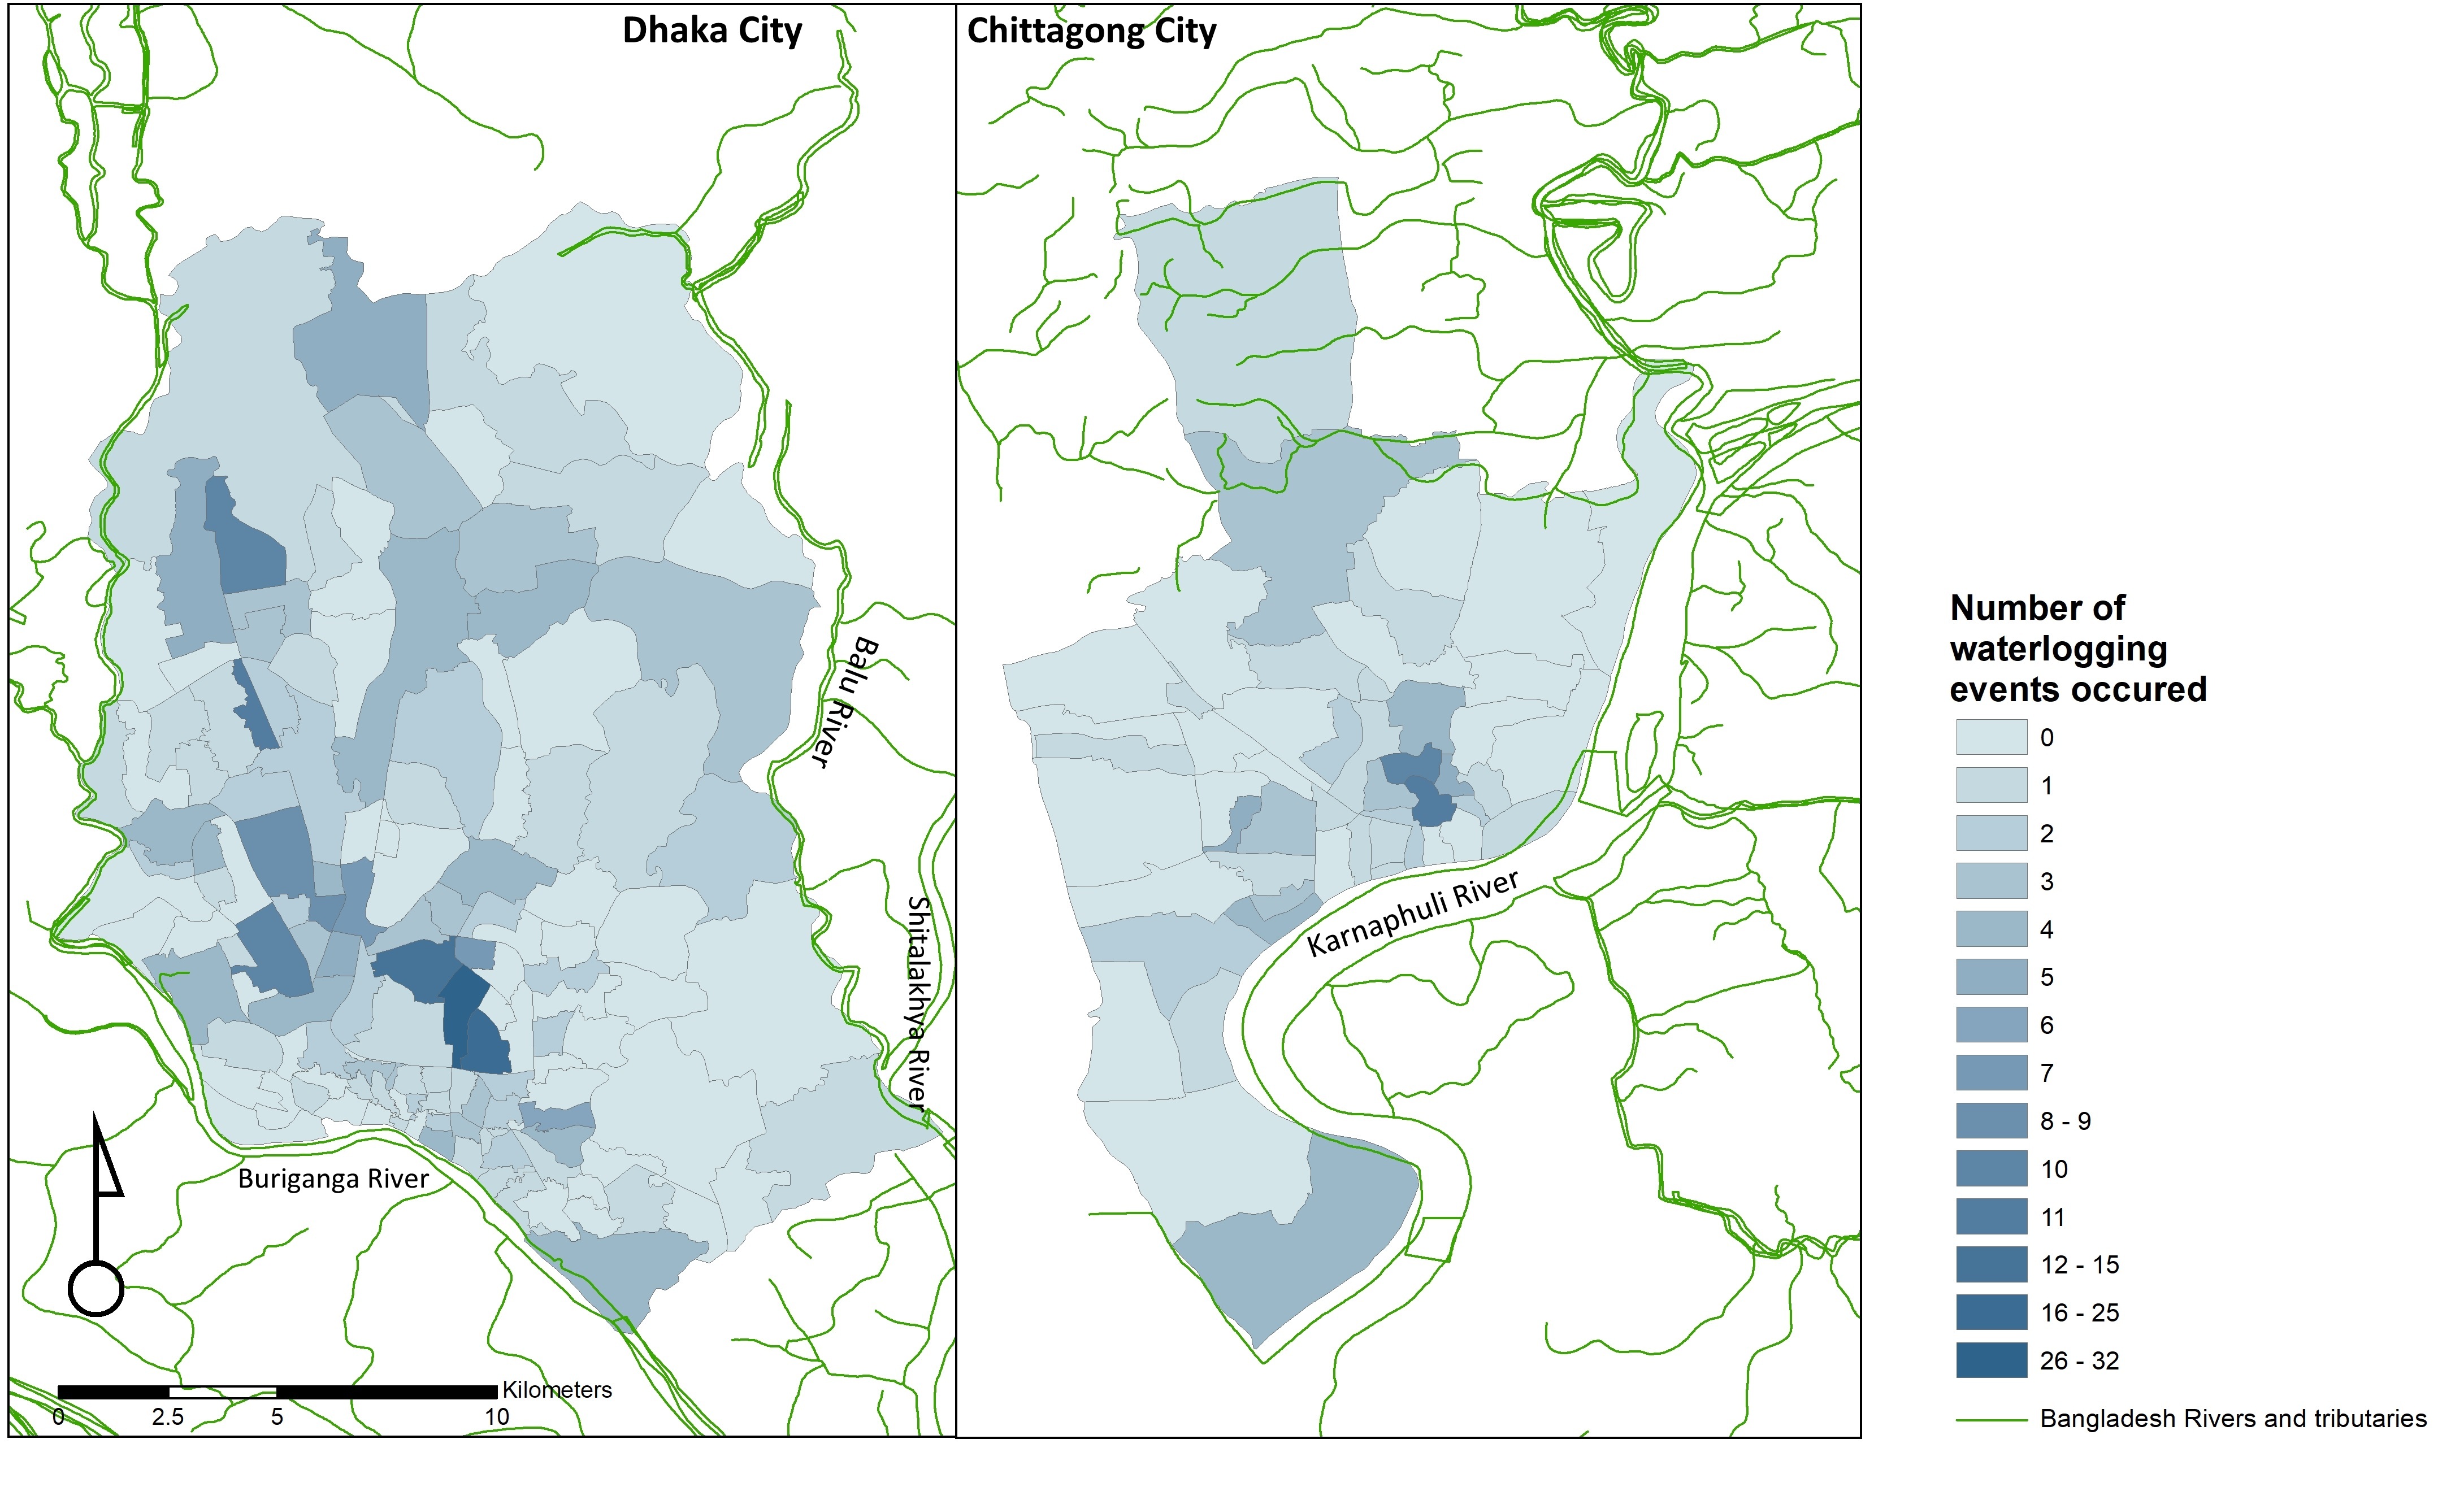 Dhaka City
Chittagong City
Balu River
Shitalalakhya River
Buriganga River
Karnaphuli River
Kilometers
0 2.5 5 10
Number of
waterlogging
events occured
0
1
2
3
4
5
6
7
8 - 9
10
11
12 - 15
16 - 25
26 - 32
Bangladesh Rivers and tributaries